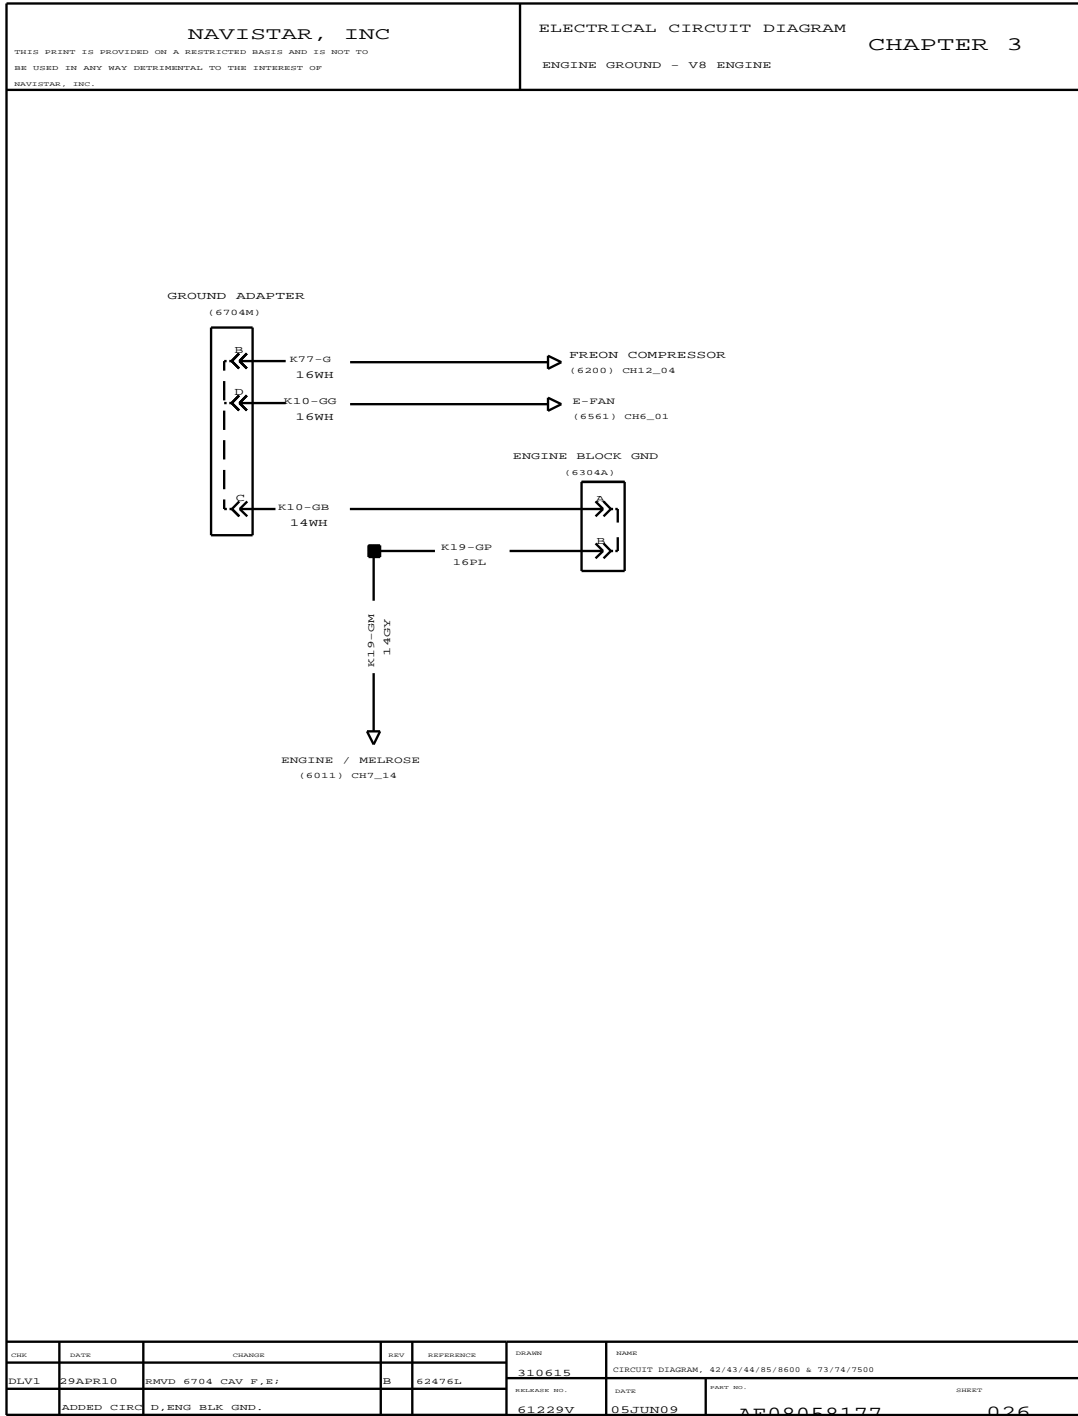 NAVISTAR, INC
THIS PRINT IS PROVIDED ON A RESTRICTED BASIS AND IS NOT TO
BE USED IN ANY WAY DETRIMENTAL TO THE INTEREST OF
NAVISTAR, INC.
ELECTRICAL CIRCUIT DIAGRAM
CHAPTER 3
ENGINE GROUND - V8 ENGINE
GROUND ADAPTER
(6704M)
B
K77-G
16WH
FREON COMPRESSOR
(6200) CH12_04
D
K10-GG
16WH
E-FAN
(6561) CH6_01
ENGINE BLOCK GND
(6304A)
C
K10-GB
14WH
A
K19-GP
16PL
B
K19-GM
14GY
ENGINE / MELROSE
(6011) CH7_14
CHK DATE CHANGE REV REFERENCE
DLV1 29APR10 RMVD 6704 CAV F,E; B 62476L
ADDED CIRC D,ENG BLK GND.
DRAWN
310615
NAME
CIRCUIT DIAGRAM, 42/43/44/85/8600 & 73/74/7500
RELEASE NO.
61229V
DATE
05JUN09
PART NO.
AE08058177
SHEET
026